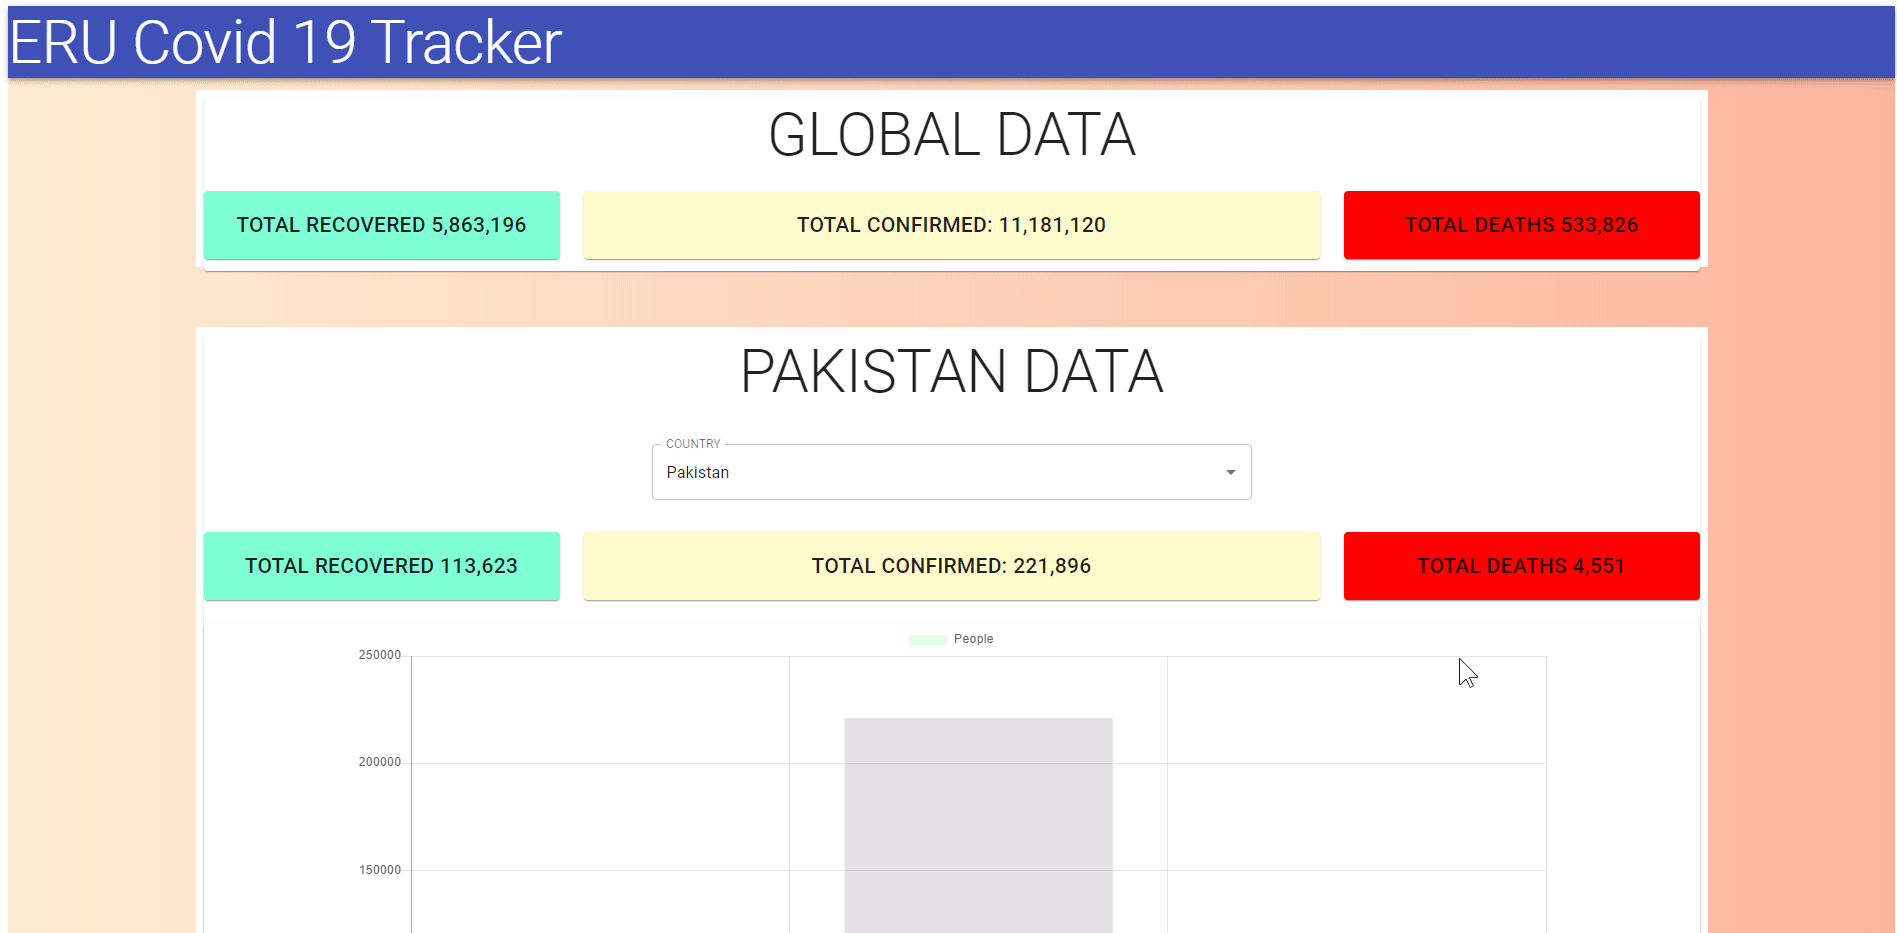 ERU Covid 19 Tracker
GLOBAL DATA
TOTAL RECOVERED 5,863,196
TOTAL CONFIRMED: 11,181,120
TOTAL DEATHS 533,826
PAKISTAN DATA
COUNTRY
Pakistan
TOTAL RECOVERED 113,623
TOTAL CONFIRMED: 221,896
TOTAL DEATHS 4,551
People
250000
200000
150000